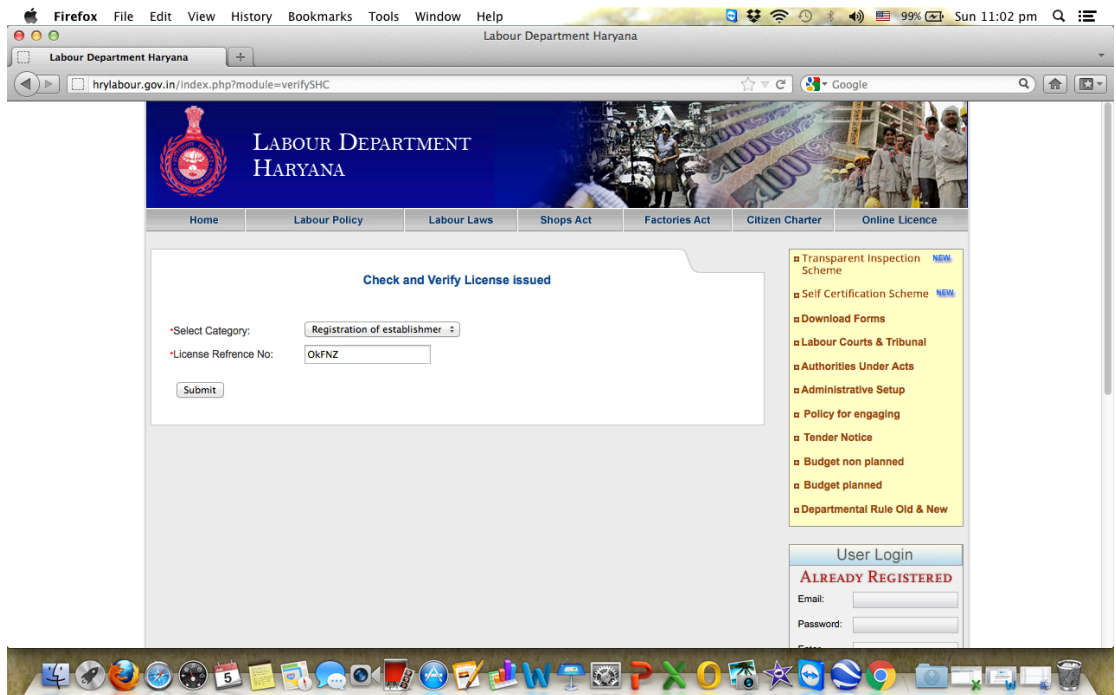 Firefox File Edit View History Bookmarks Tools Window Help 99% Sun 11:02 pm
Labour Department Haryana
Labour Department Haryana +
hrylabour.gov.in/index.php?module=verifySHC Google
LABOUR DEPARTMENT
HARYANA
Home Labour Policy Labour Laws Shops Act Factories Act Citizen Charter Online Licence
Check and Verify License issued
*Select Category: Registration of establishmer
*License Refrence No: OkFNZ
Submit
Transparent Inspection Scheme NEW
Self Certification Scheme NEW
Download Forms
Labour Courts & Tribunal
Authorities Under Acts
Administrative Setup
Policy for engaging
Tender Notice
Budget non planned
Budget planned
Departmental Rule Old & New
User Login
ALREADY REGISTERED
Email:
Password:
5